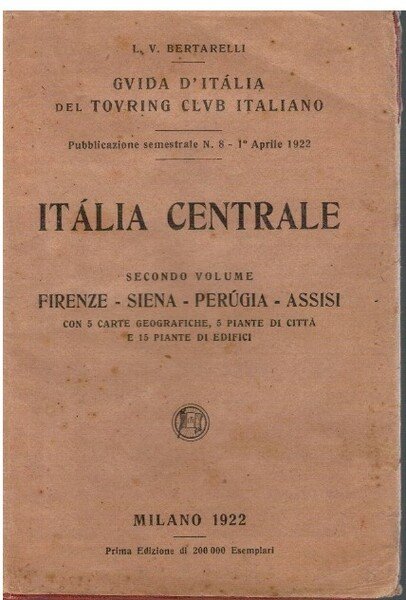 L. V. BERTARELLI
GVIDA D'ITÁLIA
DEL TOVRING CLVB ITALIANO
Pubblicazione semestrale N. 8 - 1° Aprile 1922
ITÁLIA CENTRALE
SECONDO VOLUME
FIRENZE - SIENA - PERÚGIA - ASSISI
CON 5 CARTE GEOGRAFICHE, 5 PIANTE DI CITTÀ
E 15 PIANTE DI EDIFICI
MILANO 1922
Prima Edizione di 200 000 Esemplari